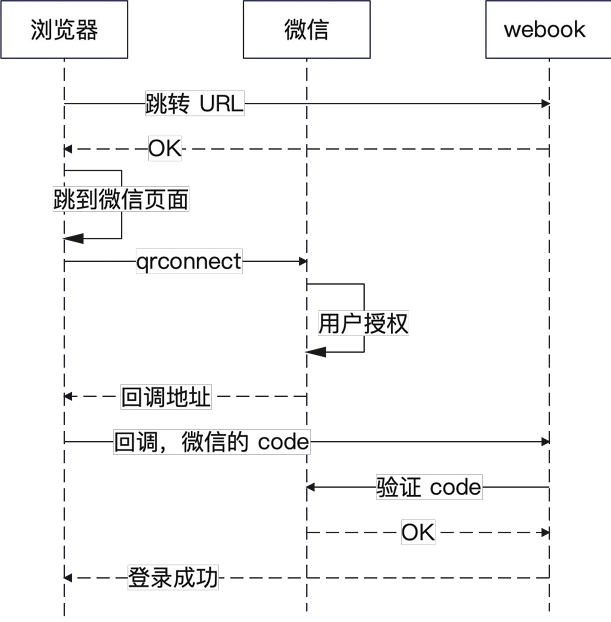 浏览器
微信
webook
跳转 URL
OK
跳到微信页面
qrconnect
用户授权
回调地址
回调，微信的 code
验证 code
OK
登录成功